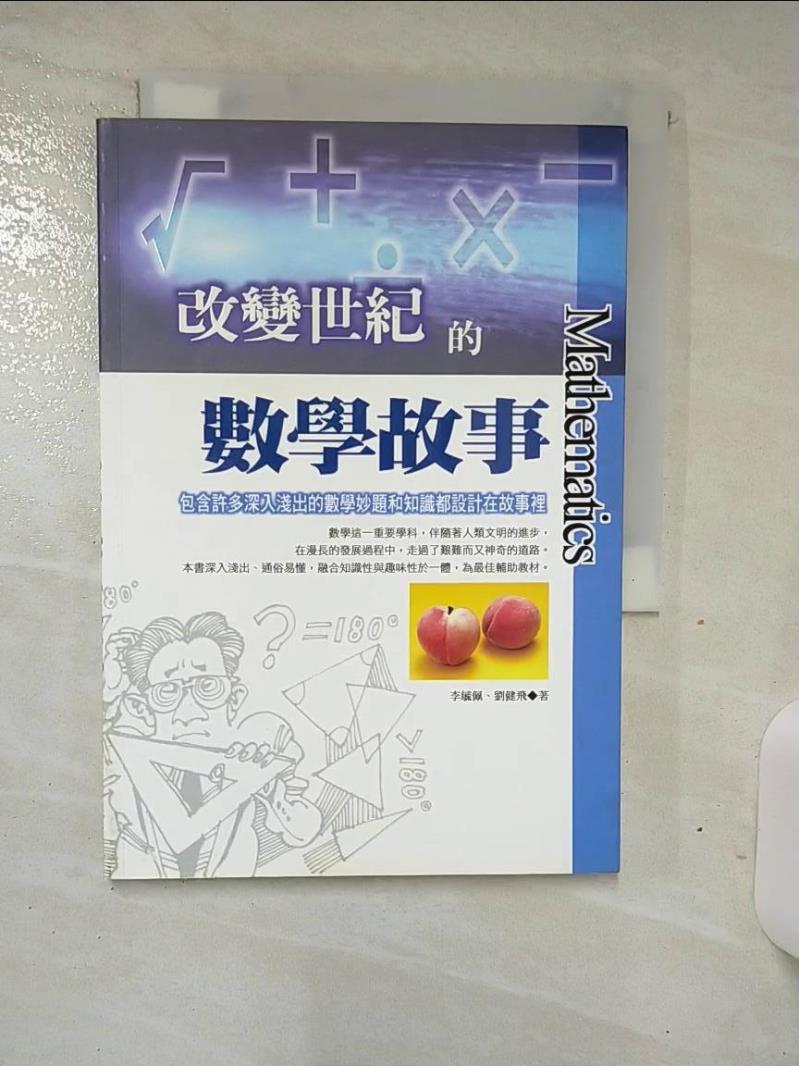 √ + ÷ × −
改變世紀的
數學故事
Mathematics
包含許多深入淺出的數學妙題和知識都設計在故事裡
數學這一重要學科，伴隨著人類文明的進步，
在漫長的發展過程中，走過了艱難而又神奇的道路。
本書深入淺出、通俗易懂，融合知識性與趣味性於一體，為最佳輔助教材。
李毓佩、劉健飛◆著
80°
?=180°
<180°